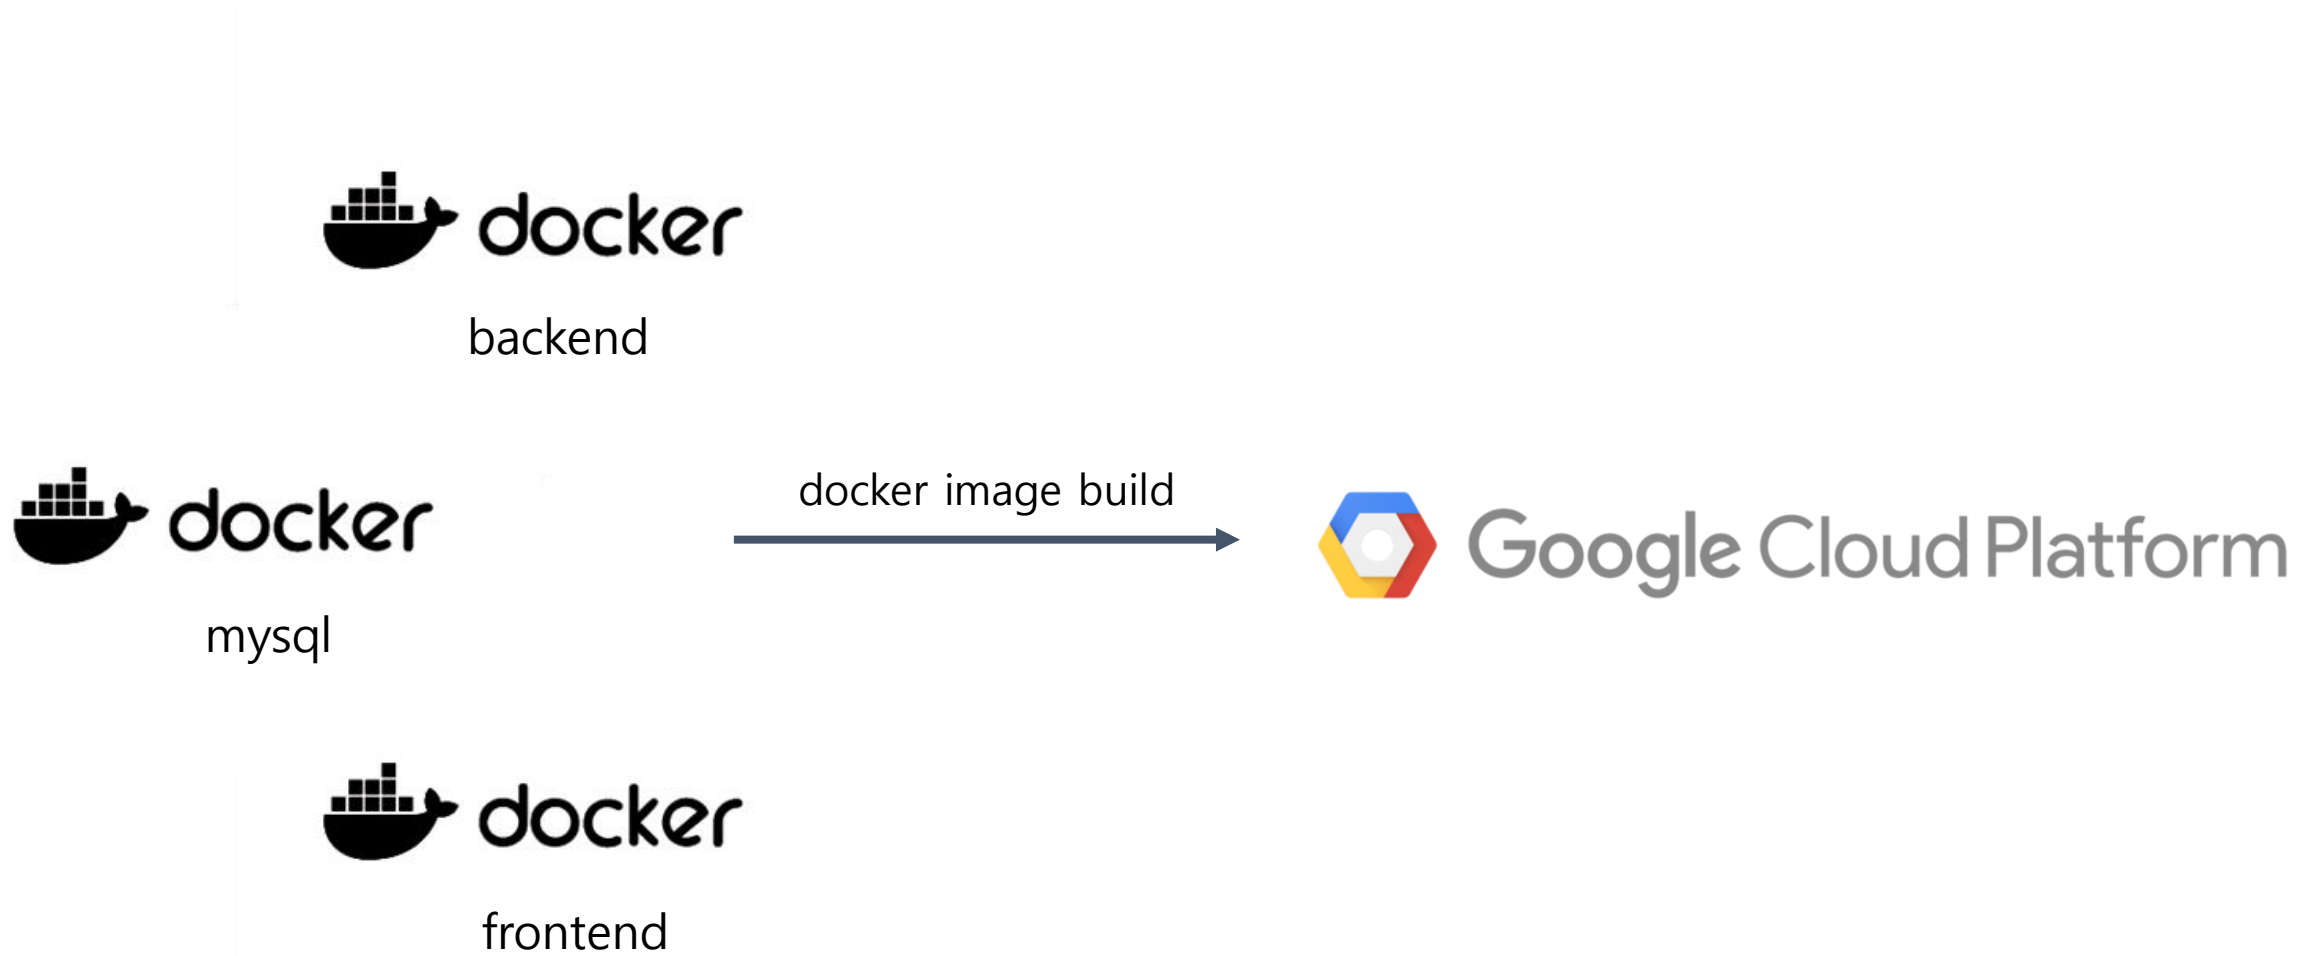 docker
backend
docker
mysql
docker image build
Google Cloud Platform
docker
frontend